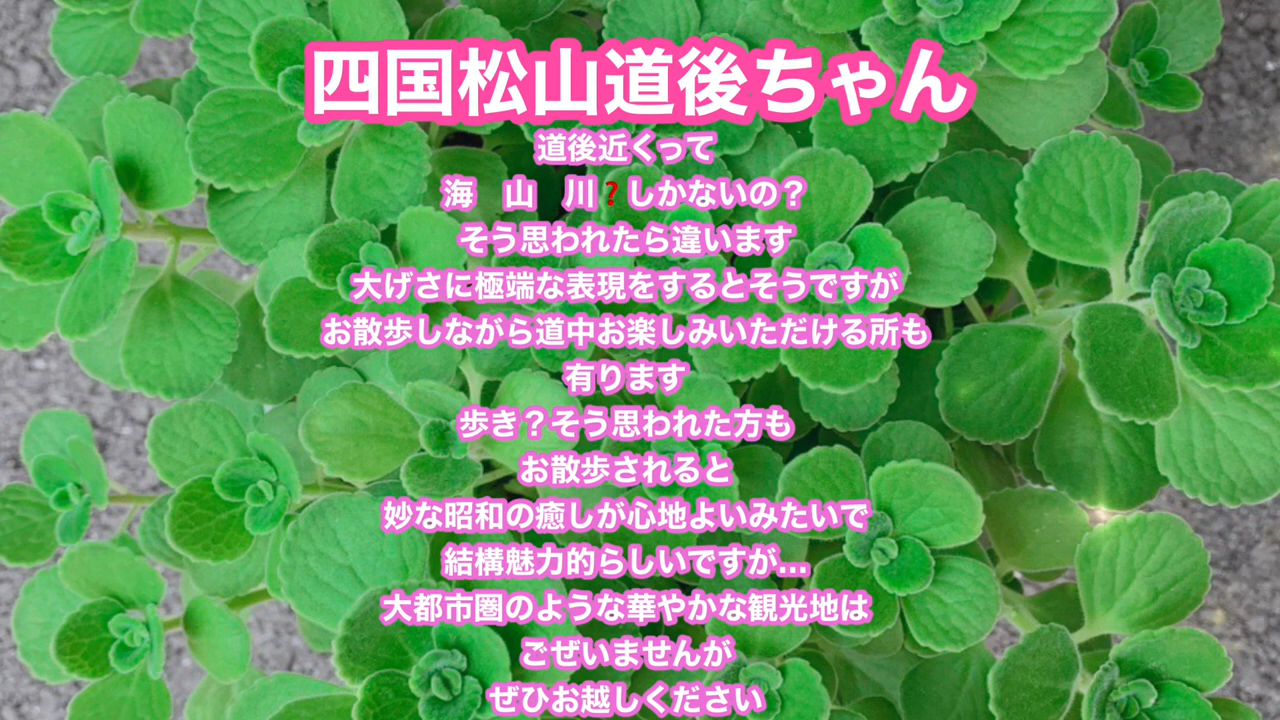 四国松山道後ちゃん
道後近くって
海　山　川❓しかないの？
そう思われたら違います
大げさに極端な表現をするとそうですが
お散歩しながら道中お楽しみいただける所も
有ります
歩き？そう思われた方も
お散歩されると
妙な昭和の癒しが心地よいみたいで
結構魅力的らしいですが...
大都市圏のような華やかな観光地は
ごぜいませんが
ぜひお越しください